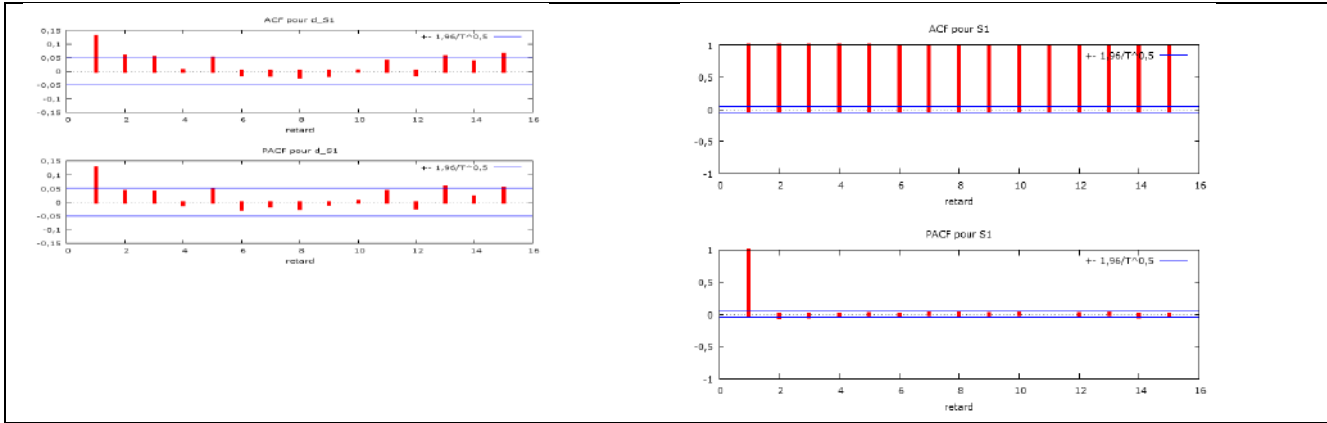 ACF pour d_S1
0,15
+- 1,96/T^0,5
0,1
0,05
0
-0,05
-0,1
-0,15
0 2 4 6 8 10 12 14 16
retard
PACF pour d_S1
0,15
+- 1,96/T^0,5
0,1
0,05
0
-0,05
-0,1
-0,15
0 2 4 6 8 10 12 14 16
retard
ACF pour S1
1
+- 1,96/T^0,5
0,5
0
-0,5
-1
0 2 4 6 8 10 12 14 16
retard
PACF pour S1
1
+- 1,96/T^0,5
0,5
0
-0,5
-1
0 2 4 6 8 10 12 14 16
retard